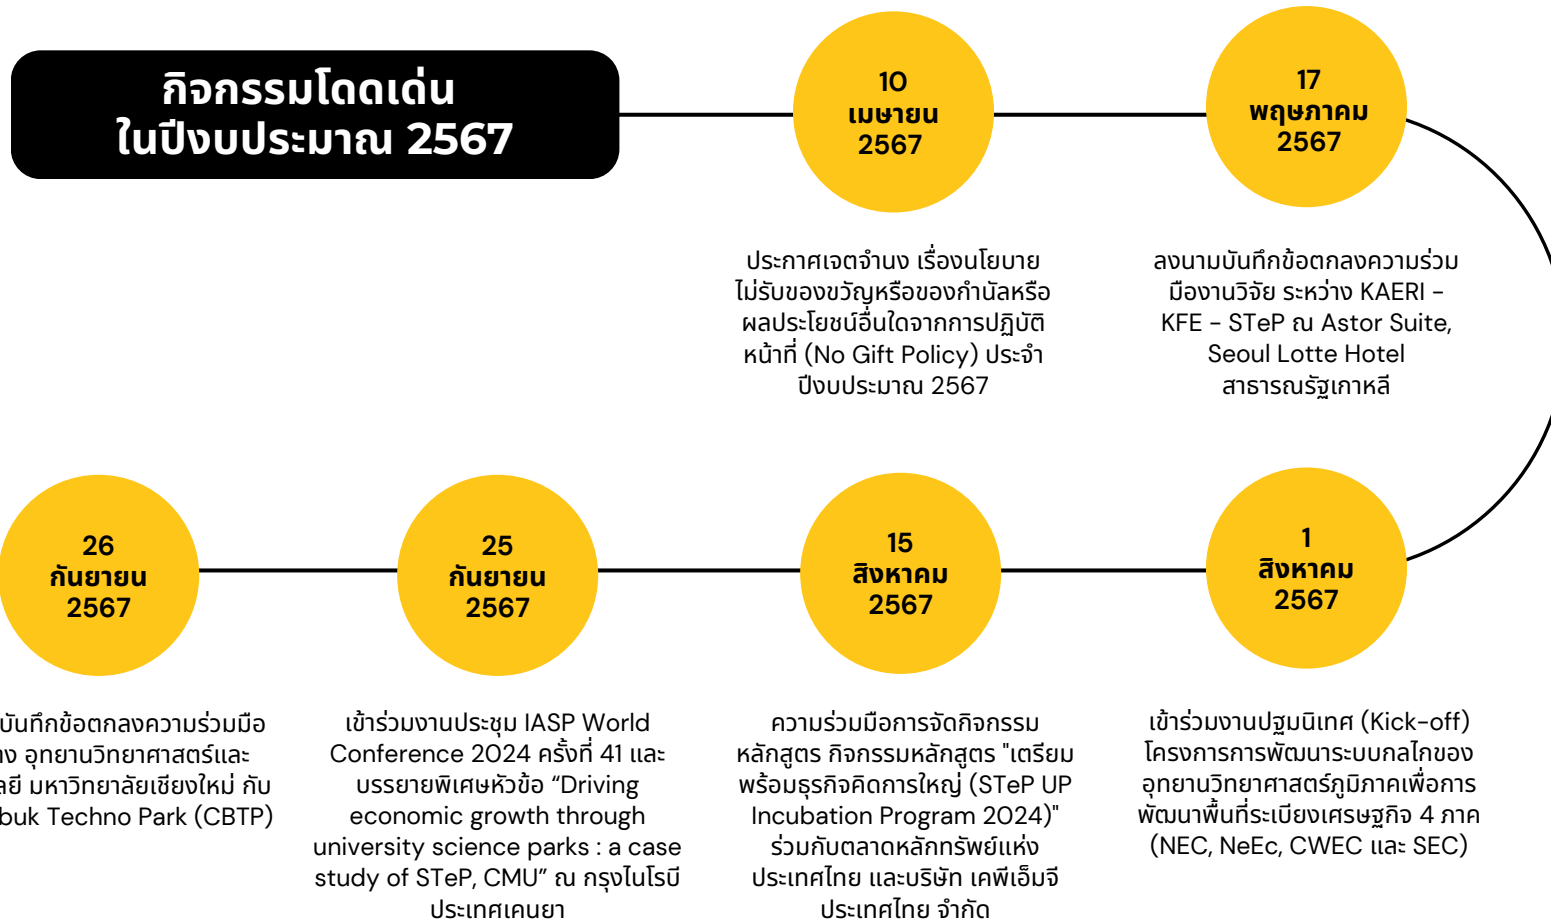 กิจกรรมโดดเด่น
ในปีงบประมาณ 2567
10
เมษายน
2567
17
พฤษภาคม
2567
ประกาศเจตจำนง เรื่องนโยบาย
ไม่รับของขวัญหรือของกำนัลหรือ
ผลประโยชน์อื่นใดจากการปฏิบัติ
หน้าที่ (No Gift Policy) ประจำ
ปีงบประมาณ 2567
ลงนามบันทึกข้อตกลงความร่วม
มืองานวิจัย ระหว่าง KAERI –
KFE – STeP ณ Astor Suite,
Seoul Lotte Hotel
สาธารณรัฐเกาหลี
26
กันยายน
2567
25
กันยายน
2567
15
สิงหาคม
2567
1
สิงหาคม
2567
บันทึกข้อตกลงความร่วมมือ
อุทยานวิทยาศาสตร์และ
มหาวิทยาลัยเชียงใหม่ กับ
Techno Park (CBTP)
เข้าร่วมงานประชุม IASP World
Conference 2024 ครั้งที่ 41 และ
บรรยายพิเศษหัวข้อ “Driving
economic growth through
university science parks : a case
study of STeP, CMU” ณ กรุงไนโรบี
ประเทศเคนยา
ความร่วมมือการจัดกิจกรรม
หลักสูตร กิจกรรมหลักสูตร "เตรียม
พร้อมธุรกิจคิดการใหญ่ (STeP UP
Incubation Program 2024)"
ร่วมกับตลาดหลักทรัพย์แห่ง
ประเทศไทย และบริษัท เคพีเอ็มจี
ประเทศไทย จำกัด
เข้าร่วมงานปฐมนิเทศ (Kick-off)
โครงการการพัฒนาระบบกลไกของ
อุทยานวิทยาศาสตร์ภูมิภาคเพื่อการ
พัฒนาพื้นที่ระเบียงเศรษฐกิจ 4 ภาค
(NEC, NeEc, CWEC และ SEC)